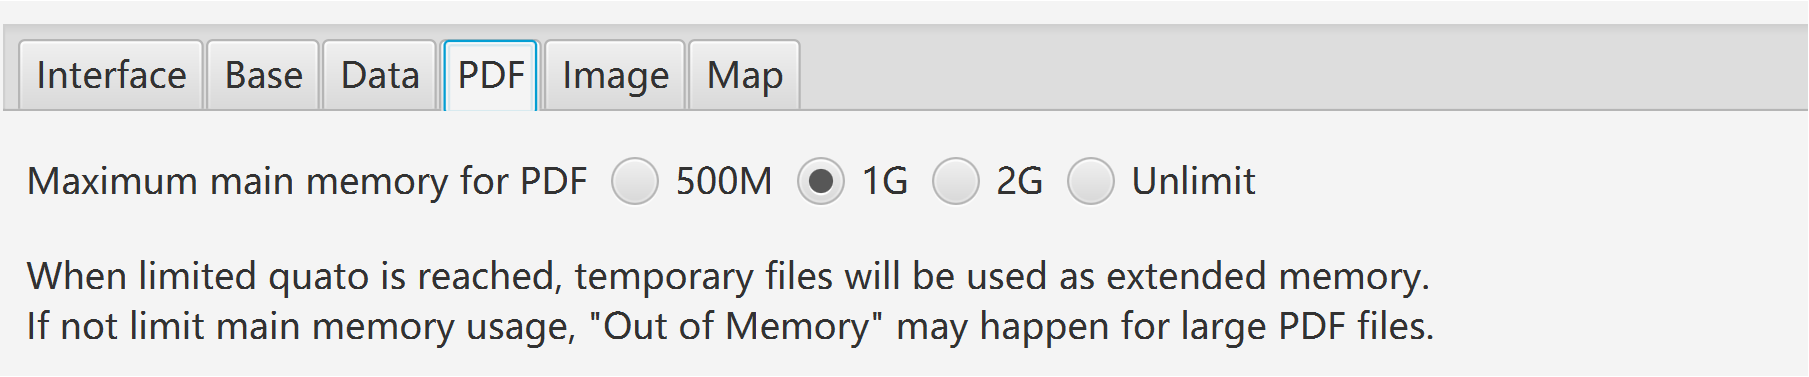 Interface Base Data PDF Image Map
Maximum main memory for PDF 500M 1G 2G Unlimit
When limited quato is reached, temporary files will be used as extended memory.
If not limit main memory usage, "Out of Memory" may happen for large PDF files.